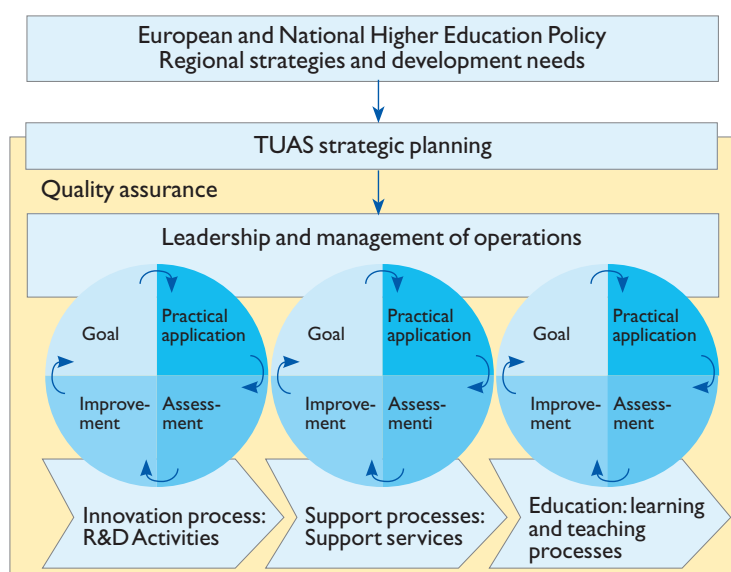 European and National Higher Education Policy
Regional strategies and development needs
TUAS strategic planning
Quality assurance
Leadership and management of operations
Goal
Practical
application
Improve-
ment
Assess-
ment
Goal
Practical
application
Improve-
ment
Assess-
menti
Goal
Practical
application
Improve-
ment
Assess-
ment
Innovation process:
R&D Activities
Support processes:
Support services
Education: learning
and teaching
processes